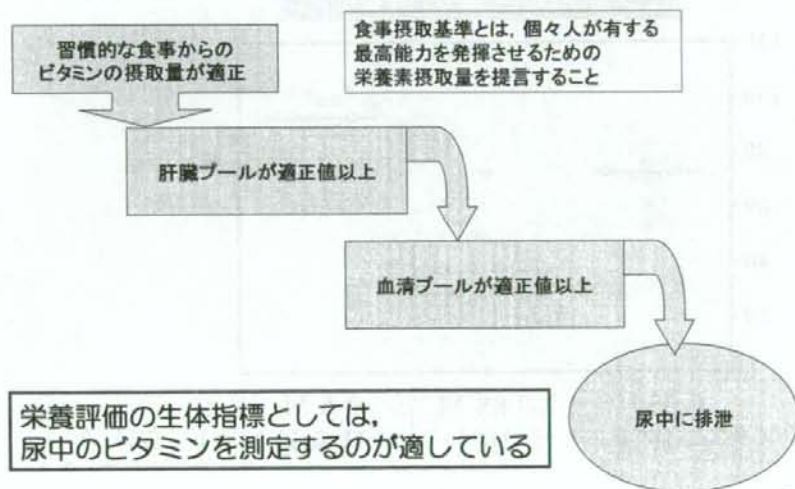 習慣的な食事からの
ビタミンの摂取量が適正
食事摂取基準とは，個々人が有する
最高能力を発揮させるための
栄養素摂取量を提言すること
肝臓プールが適正値以上
血清プールが適正値以上
尿中に排泄
栄養評価の生体指標としては，
尿中のビタミンを測定するのが適している